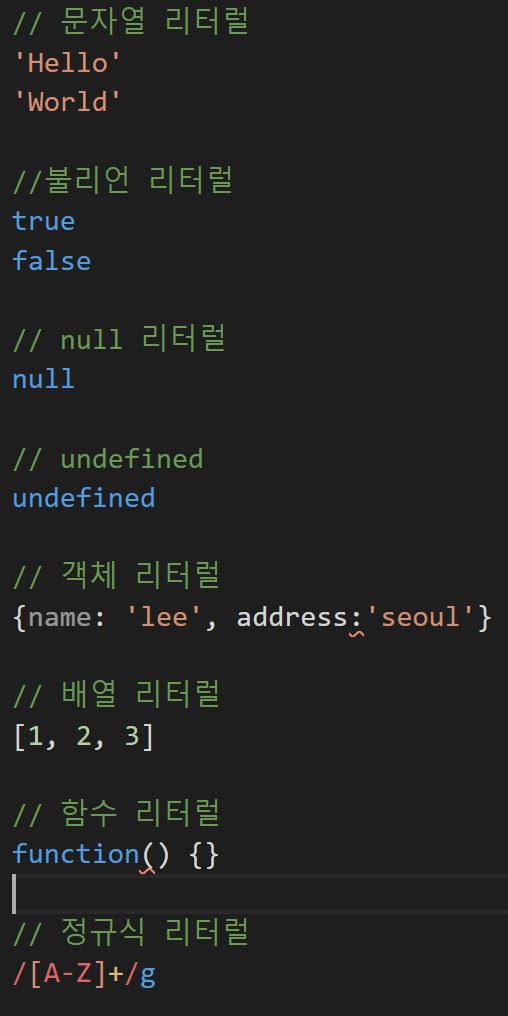 // 문자열 리터럴
'Hello'
'World'
//불리언 리터럴
true
false
// null 리터럴
null
// undefined
undefined
// 객체 리터럴
{name: 'lee', address:'seoul'}
// 배열 리터럴
[1, 2, 3]
// 함수 리터럴
function() {}
// 정규식 리터럴
/[A-Z]+/g